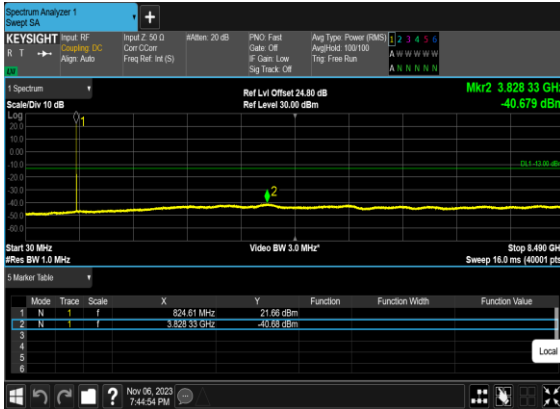 Spectrum Analyzer 1
Swept SA
+
KEYSIGHT Input: RF Input Z: 50 Ω #Atten: 20 dB PNO: Fast Avg Type: Power (RMS) 1 2 3 4 5 6
R T Coupling: DC Corr CCorr Gate: Off Avg|Hold: 100/100 A W W W W W
Align: Auto Freq Ref: Int (S) IF Gain: Low Trig: Free Run
Sig Track: Off A N N N N N
1 Spectrum
Ref Lvl Offset 24.80 dB Mkr2 3.828 33 GHz
Scale/Div 10 dB Ref Level 30.00 dBm -40.679 dBm
Log
20.0
10.0
0.00
-10.0
-20.0
-30.0
-40.0
-50.0
-60.0
1
DL1 -13.00 dBm
2
Start 30 MHz Video BW 3.0 MHz* Stop 8.490 GHz
#Res BW 1.0 MHz Sweep 16.0 ms (40001 pts)
5 Marker Table
Mode Trace Scale X Y Function Function Width Function Value
1 N 1 f 824.61 MHz 21.66 dBm
2 N 1 f 3.828 33 GHz -40.68 dBm
3
4
5
6
Local
? Nov 06, 2023
7:44:54 PM